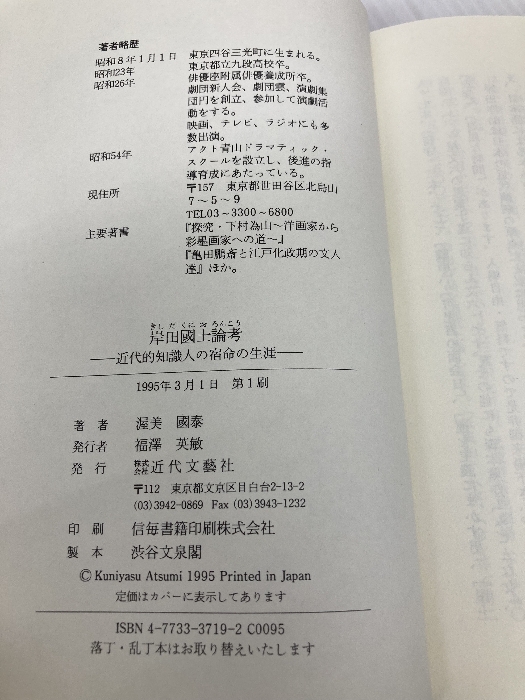 著者略歴
昭和8年1月1日　東京四谷三光町に生まれる。
昭和23年　東京都立九段高校卒。
昭和26年　俳優座附属俳優養成所卒。
劇団新人会、劇団雲、演劇集
団円を創立、参加して演劇活
動をする。
映画、テレビ、ラジオにも多
数出演。
昭和54年　アクト青山ドラマティック・
スクールを設立し、後進の指
導育成にあたっている。
現住所　〒157　東京都世田谷区北烏山
7～5～9
TEL03～3300～6800
主要著書　『探究・下村為山～洋画家から
彩墨画家への道～』
『亀田鵬斎と江戸化政期の文人
達』ほか。
きしだくにおろんこう
岸田國士論考
──近代的知識人の宿命の生涯──
1995年3月1日　第1刷
著者　渥美　國泰
発行者　福澤　英敏
発行　株式会社近代文藝社
〒112　東京都文京区目白台2-13-2
(03)3942-0869　Fax (03)3943-1232
印刷　信毎書籍印刷株式会社
製本　渋谷文泉閣
© Kuniyasu Atsumi 1995 Printed in Japan
定価はカバーに表示してあります
ISBN 4-7733-3719-2 C0095
落丁・乱丁本はお取り替えいたします